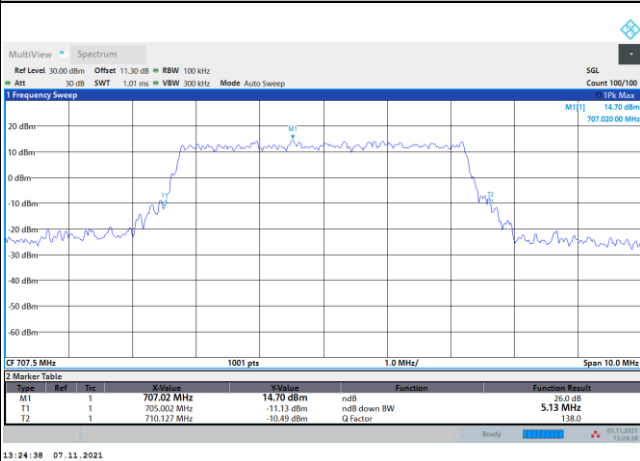 MultiView Spectrum
Ref Level 30.00 dBm Offset 11.30 dB RBW 100 kHz SGL
Att 30 dB SWT 1.01 ms VBW 300 kHz Mode Auto Sweep Count 100/100
1 Frequency Sweep 1Pk Max
M1[1] 14.70 dBm
707.020 00 MHz
20 dBm
M1
10 dBm
0 dBm
T1
T2
-10 dBm
-20 dBm
-30 dBm
-40 dBm
-50 dBm
-60 dBm
CF 707.5 MHz 1001 pts 1.0 MHz/ Span 10.0 MHz
2 Marker Table
Type Ref Trc X-Value Y-Value Function Function Result
M1 1 707.02 MHz 14.70 dBm ndB 26.0 dB
T1 1 705.002 MHz -11.13 dBm ndB down BW 5.13 MHz
T2 1 710.127 MHz -10.49 dBm Q Factor 138.0
Ready 07.11.2021
13:24:38
13:24:38 07.11.2021